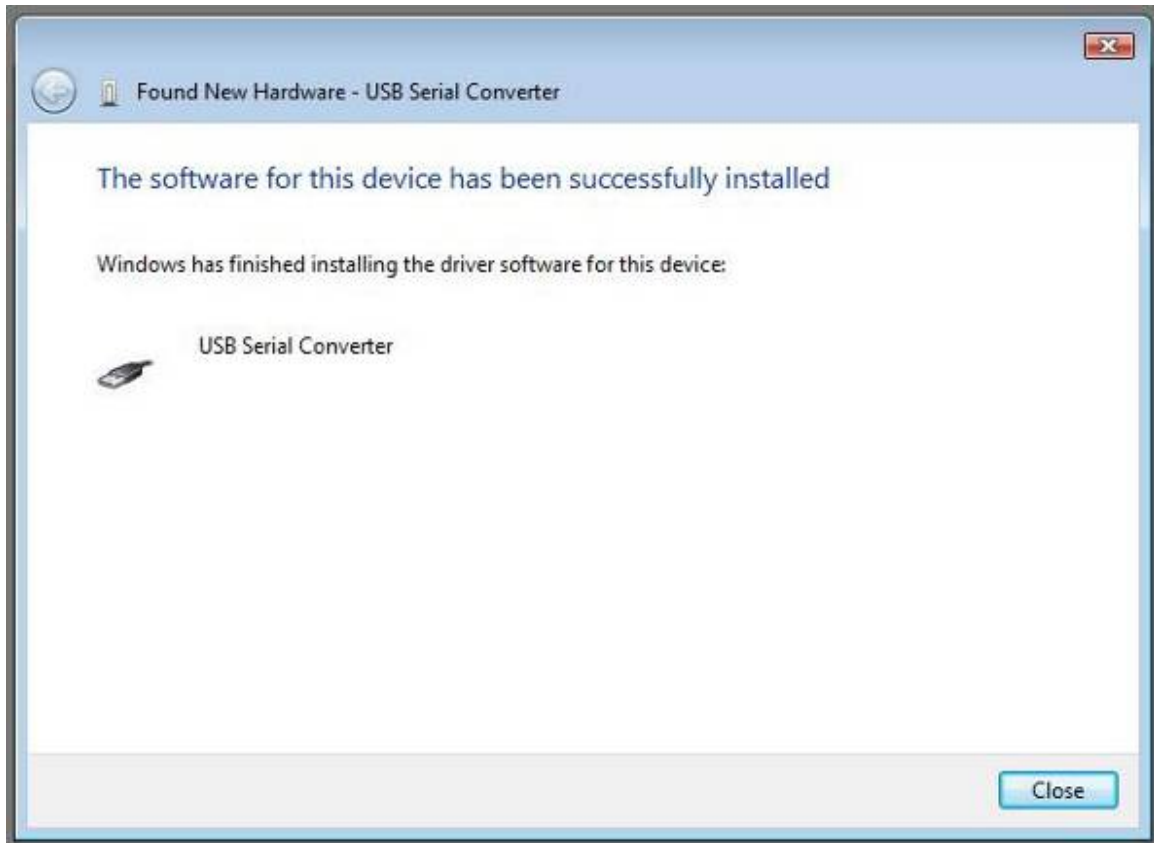 Found New Hardware - USB Serial Converter
The software for this device has been successfully installed
Windows has finished installing the driver software for this device:
USB Serial Converter
Close